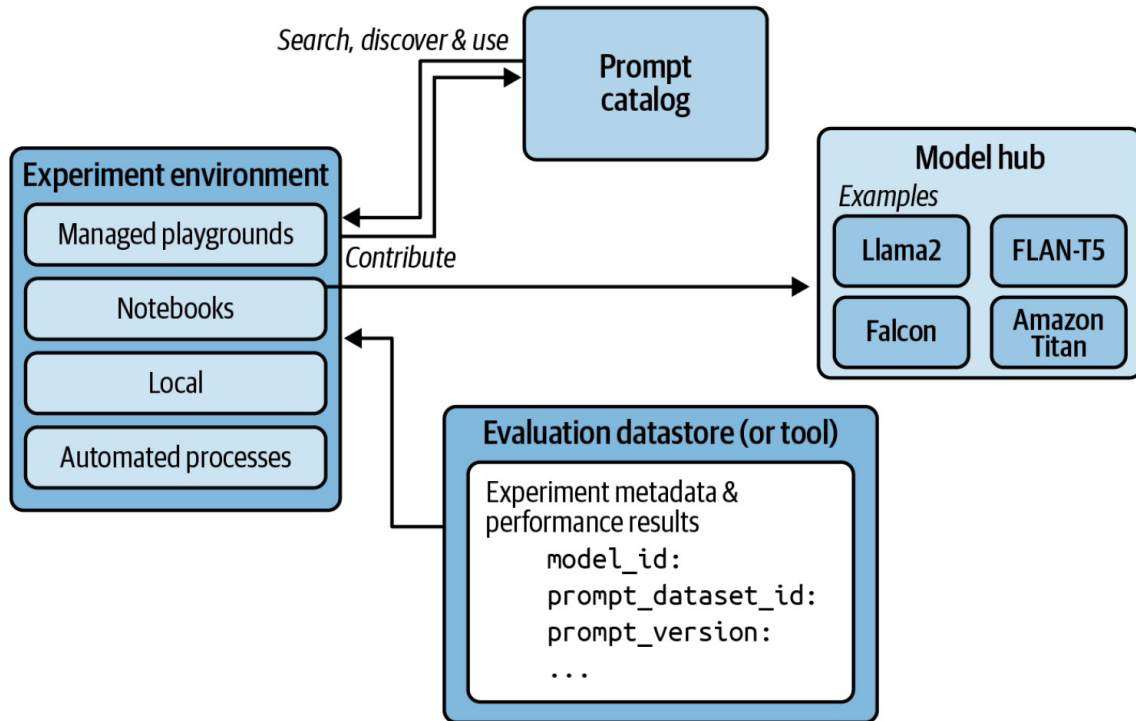 Search, discover & use
Prompt
catalog
Experiment environment
Managed playgrounds
Notebooks
Local
Automated processes
Contribute
Model hub
Examples
Llama2
FLAN-T5
Falcon
Amazon
Titan
Evaluation datastore (or tool)
Experiment metadata &
performance results
model_id:
prompt_dataset_id:
prompt_version:
...